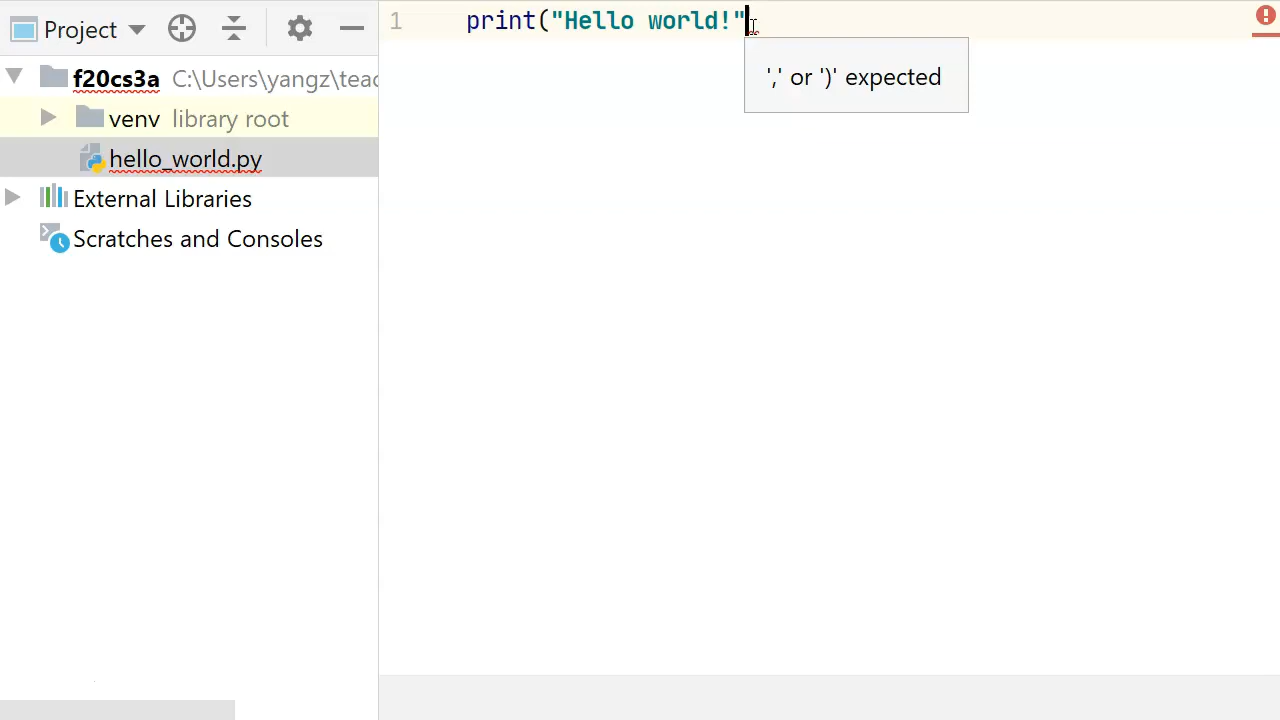 Project
f20cs3a C:\Users\yangz\teac
venv library root
hello_world.py
External Libraries
Scratches and Consoles
1 print("Hello world!"
',' or ')' expected